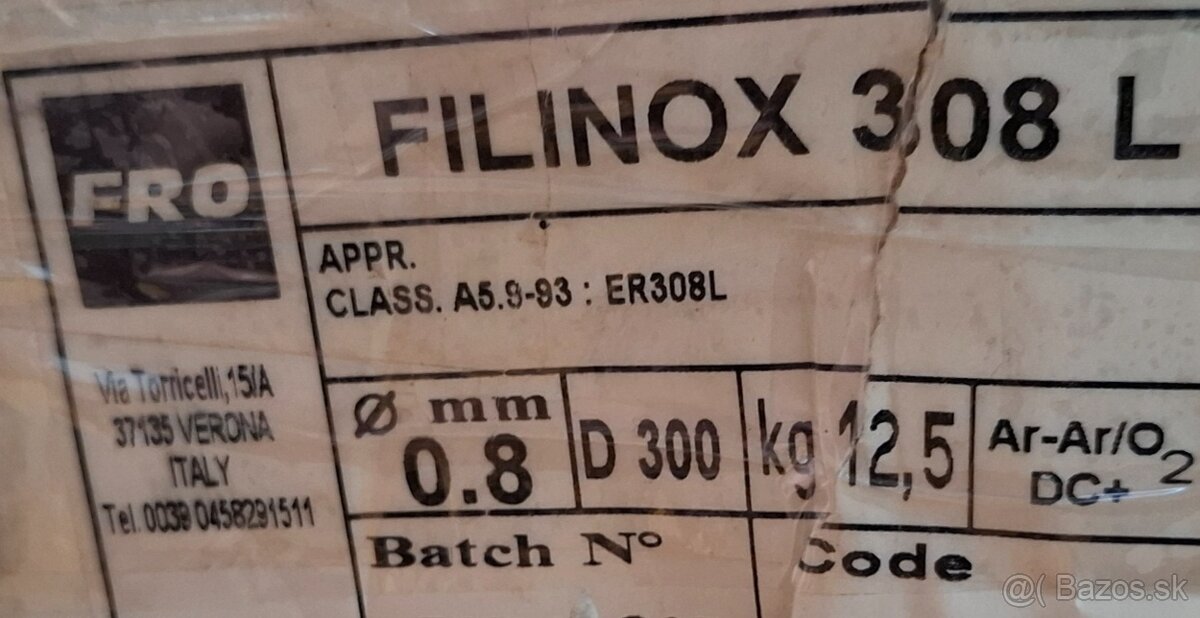 FRO
FILINOX 308 L
APPR.
CLASS. A5.9-93 : ER308L
Via Torricelli,15/A
37135 VERONA
ITALY
Tel. 0039 0458291511
Ø mm
0.8
D 300
kg 12,5
Ar-Ar/O2
DC+
Batch N°
Code
@( Bazos.sk